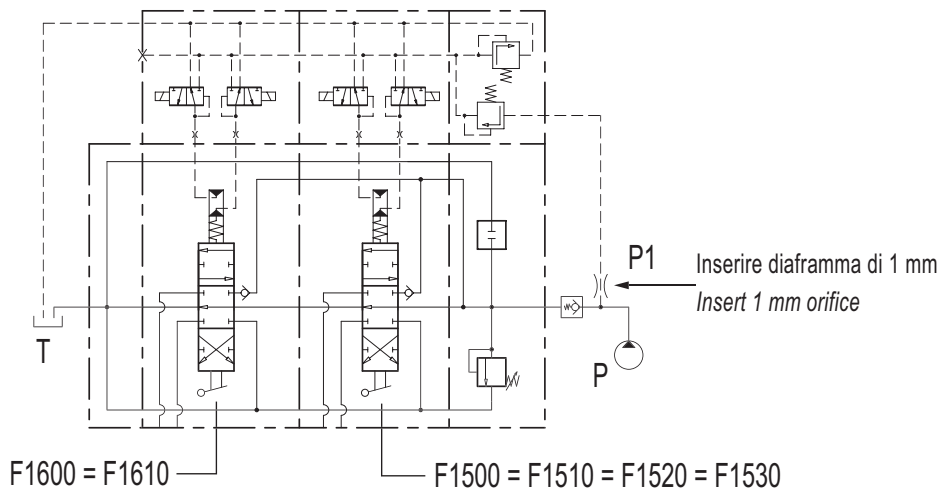 P1
Inserire diaframma di 1 mm
Insert 1 mm orifice
T
P
F1600 = F1610
F1500 = F1510 = F1520 = F1530